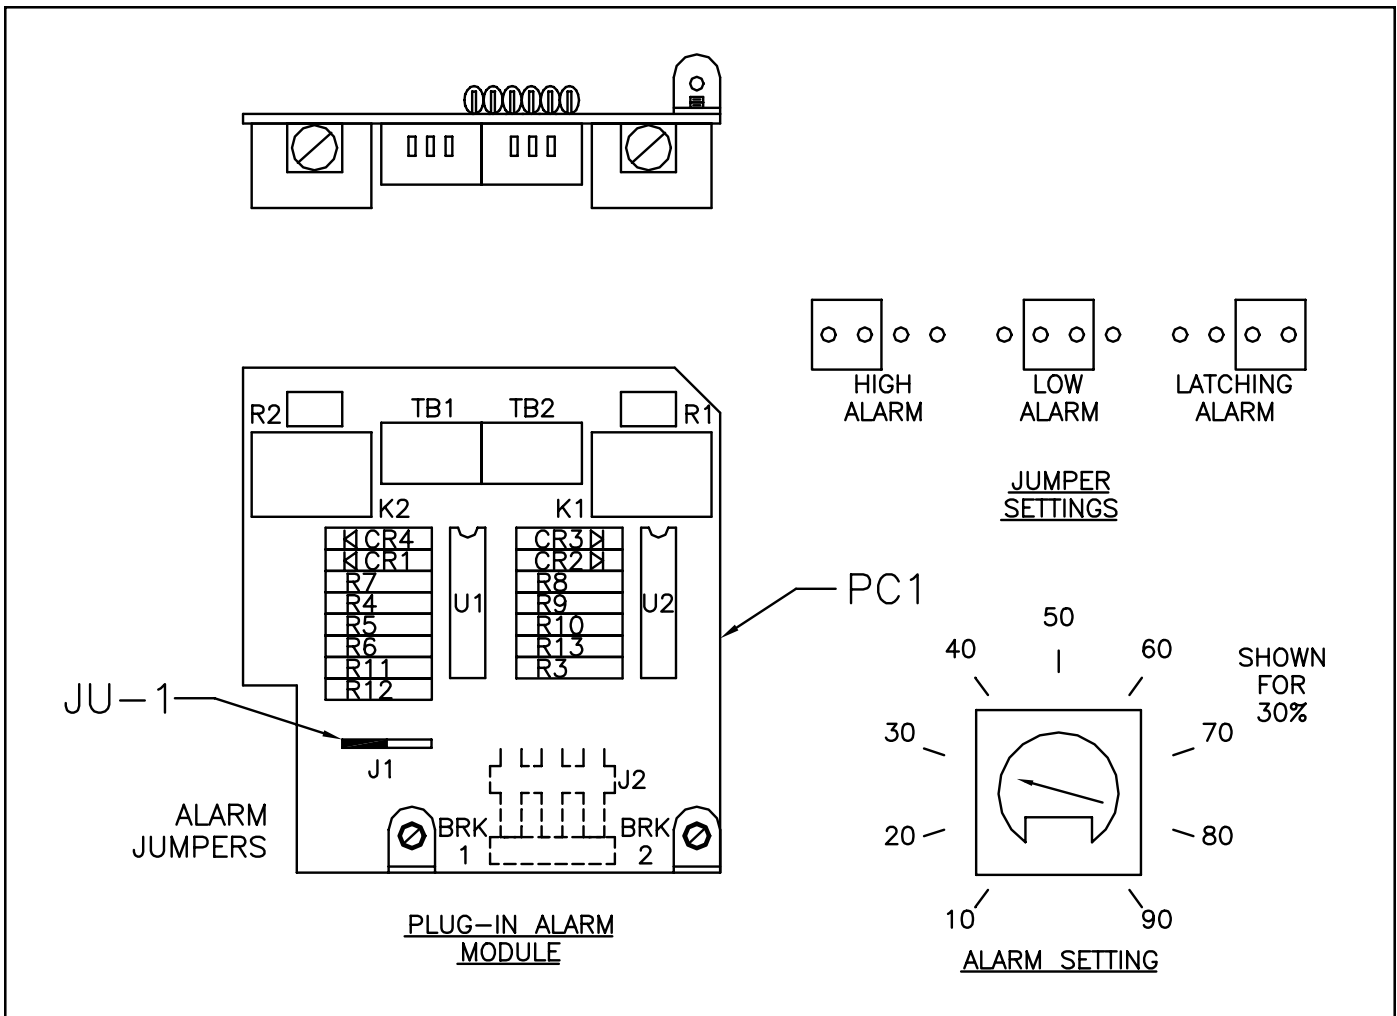 HIGH
ALARM
LOW
ALARM
LATCHING
ALARM
JUMPER
SETTINGS
R2
TB1
TB2
R1
K2
K1
CR4
CR1
R7
R4
R5
R6
R11
R12
U1
CR3
CR2
R8
R9
R10
R13
R3
U2
PC1
JU-1
J1
J2
ALARM
JUMPERS
BRK
1
BRK
2
PLUG-IN ALARM
MODULE
50
40
60
30
70
20
80
10
90
SHOWN
FOR
30%
ALARM SETTING